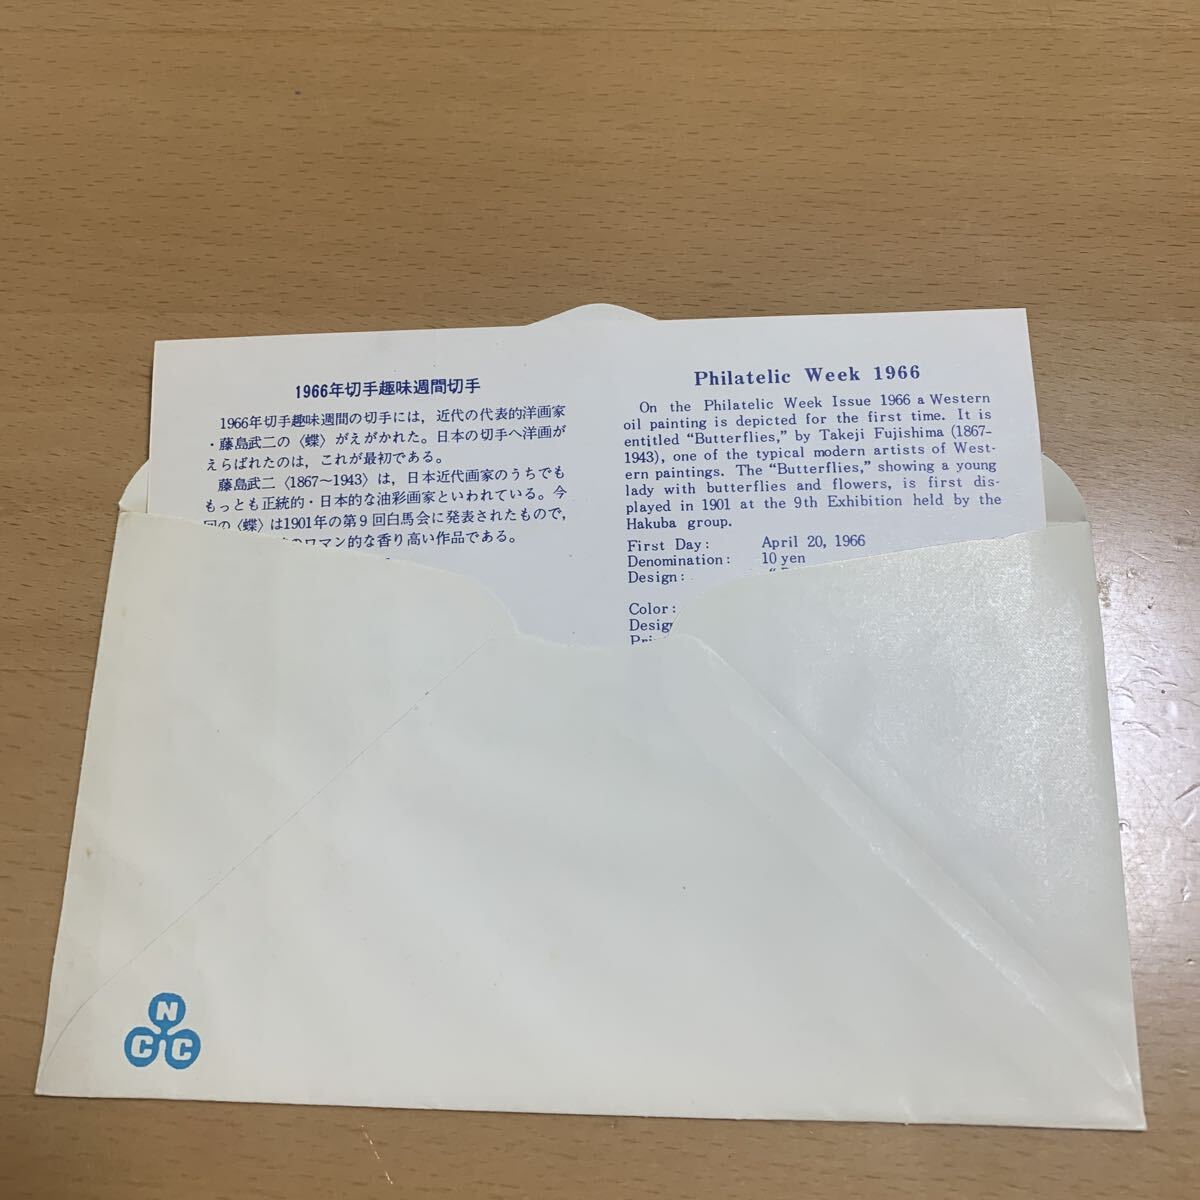 1966年切手趣味週間切手
1966年切手趣味週間の切手には，近代の代表的洋画家
・藤島武二の〈蝶〉がえがかれた。日本の切手へ洋画が
えらばれたのは，これが最初である。
藤島武二〈1867～1943〉は，日本近代画家のうちでも
もっとも正統的・日本的な油彩画家といわれている。今
回の〈蝶〉は1901年の第9回白馬会に発表されたもので，
のロマン的な香り高い作品である。
Philatelic Week 1966
On the Philatelic Week Issue 1966 a Western
oil painting is depicted for the first time. It is
entitled “Butterflies,” by Takeji Fujishima (1867-
1943), one of the typical modern artists of West-
ern paintings. The “Butterflies,” showing a young
lady with butterflies and flowers, is first dis-
played in 1901 at the 9th Exhibition held by the
Hakuba group.
First Day: April 20, 1966
Denomination: 10 yen
Design:
Color:
N
C C